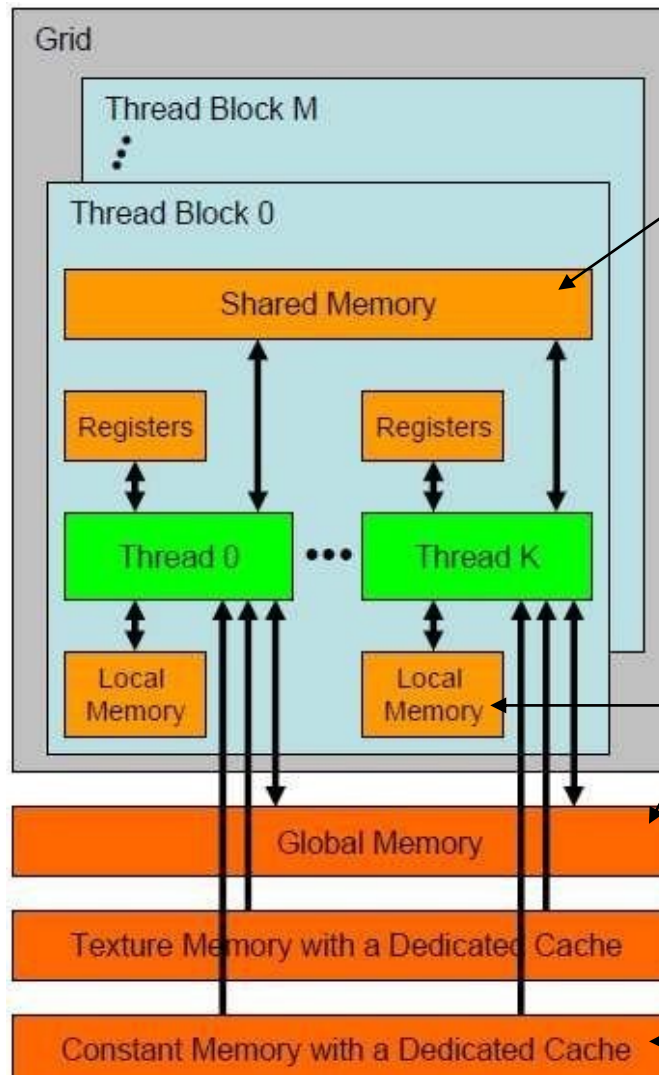 Grid
Thread Block M
Thread Block 0
Shared Memory
Registers
Registers
Thread 0
Thread K
Local
Memory
Local
Memory
Global Memory
Texture Memory with a Dedicated Cache
Constant Memory with a Dedicated Cache